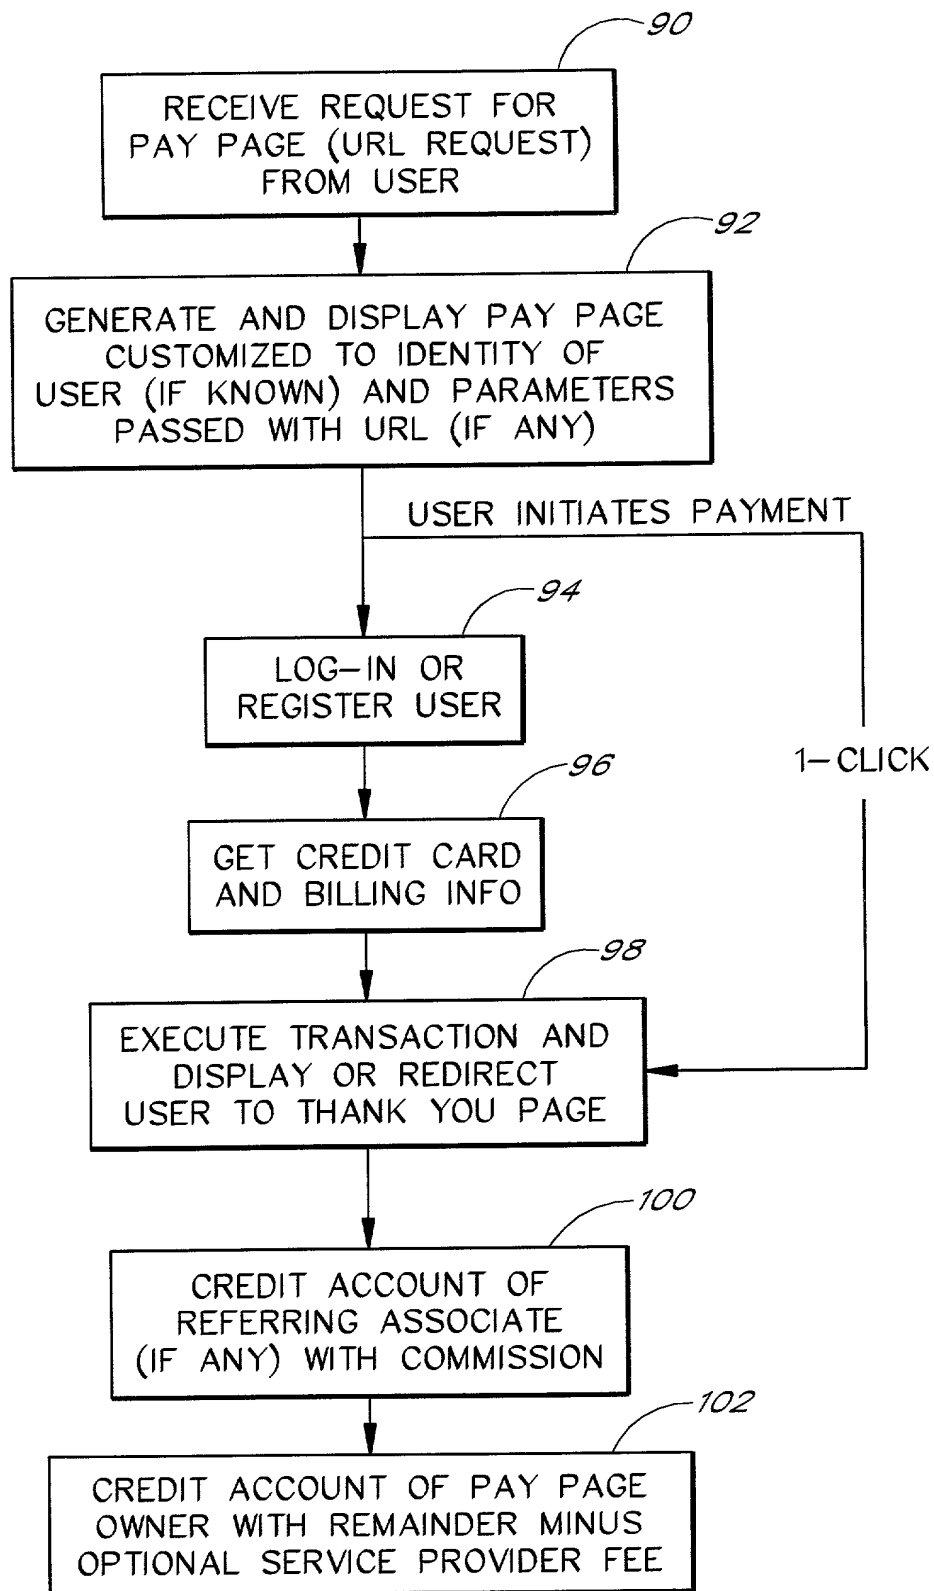 90
RECEIVE REQUEST FOR
PAY PAGE (URL REQUEST)
FROM USER
92
GENERATE AND DISPLAY PAY PAGE
CUSTOMIZED TO IDENTITY OF
USER (IF KNOWN) AND PARAMETERS
PASSED WITH URL (IF ANY)
USER INITIATES PAYMENT
94
LOG-IN OR
REGISTER USER
1-CLICK
96
GET CREDIT CARD
AND BILLING INFO
98
EXECUTE TRANSACTION AND
DISPLAY OR REDIRECT
USER TO THANK YOU PAGE
100
CREDIT ACCOUNT OF
REFERRING ASSOCIATE
(IF ANY) WITH COMMISSION
102
CREDIT ACCOUNT OF PAY PAGE
OWNER WITH REMAINDER MINUS
OPTIONAL SERVICE PROVIDER FEE